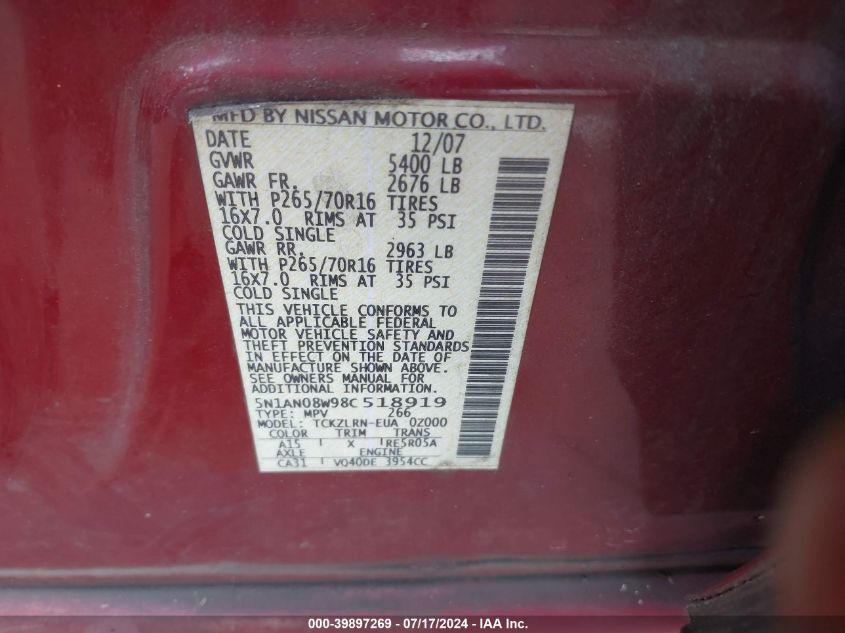 MFD BY NISSAN MOTOR CO., LTD.
DATE 12/07
GVWR 5400 LB
GAWR FR. 2676 LB
WITH P265/70R16 TIRES
16X7.0 RIMS AT 35 PSI
COLD SINGLE
GAWR RR. 2963 LB
WITH P265/70R16 TIRES
16X7.0 RIMS AT 35 PSI
COLD SINGLE
THIS VEHICLE CONFORMS TO
ALL APPLICABLE FEDERAL
MOTOR VEHICLE SAFETY AND
THEFT PREVENTION STANDARDS
IN EFFECT ON THE DATE OF
MANUFACTURE SHOWN ABOVE.
SEE OWNERS MANUAL FOR
ADDITIONAL INFORMATION
5N1AN08W98C518919
TYPE: MPV 266
MODEL: TCKZLRN-EUA 0Z000
COLOR TRIM TRANS
A15 X RE5R05A
AXLE ENGINE
CA31 VQ40DE 3954CC
000-39897269 - 07/17/2024 - IAA Inc.